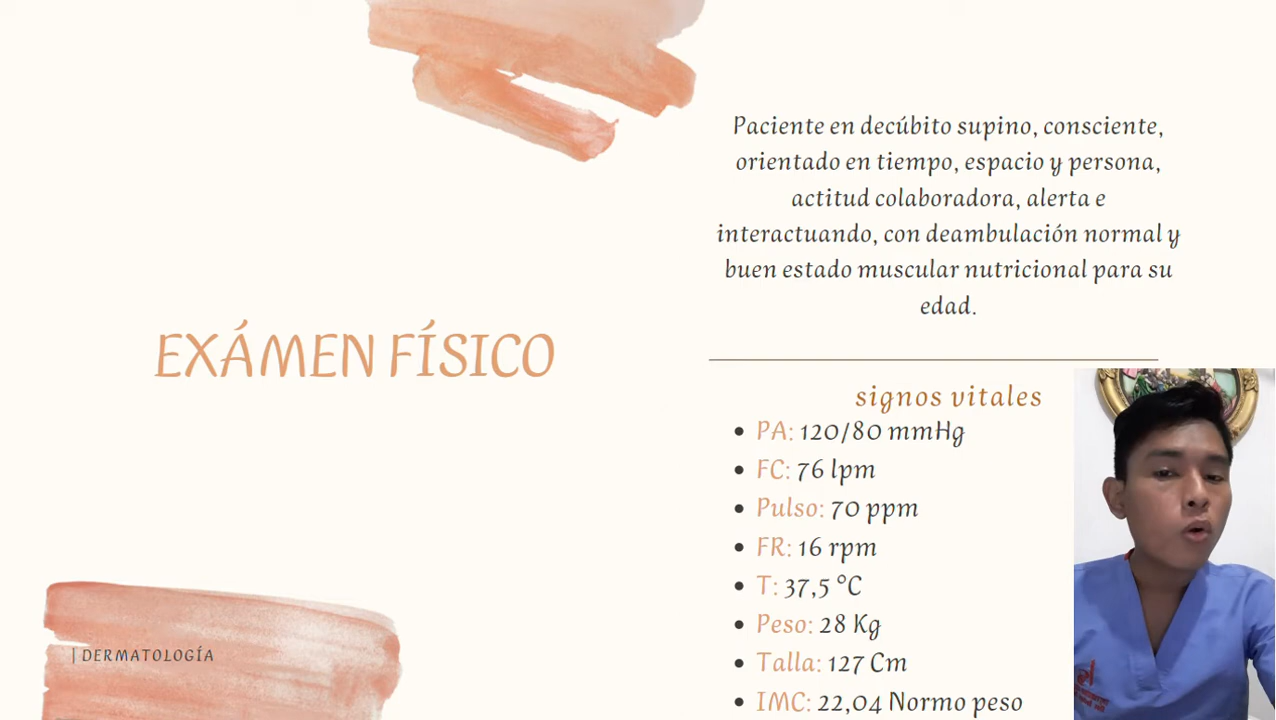 Paciente en decúbito supino, consciente,
orientado en tiempo, espacio y persona,
actitud colaboradora, alerta e
interactuando, con deambulación normal y
buen estado muscular nutricional para su
edad.
EXÁMEN FÍSICO
signos vitales
• PA: 120/80 mmHg
• FC: 76 lpm
• Pulso: 70 ppm
• FR: 16 rpm
• T: 37,5 °C
• Peso: 28 Kg
• Talla: 127 Cm
• IMC: 22,04 Normo peso
| DERMATOLOGÍA